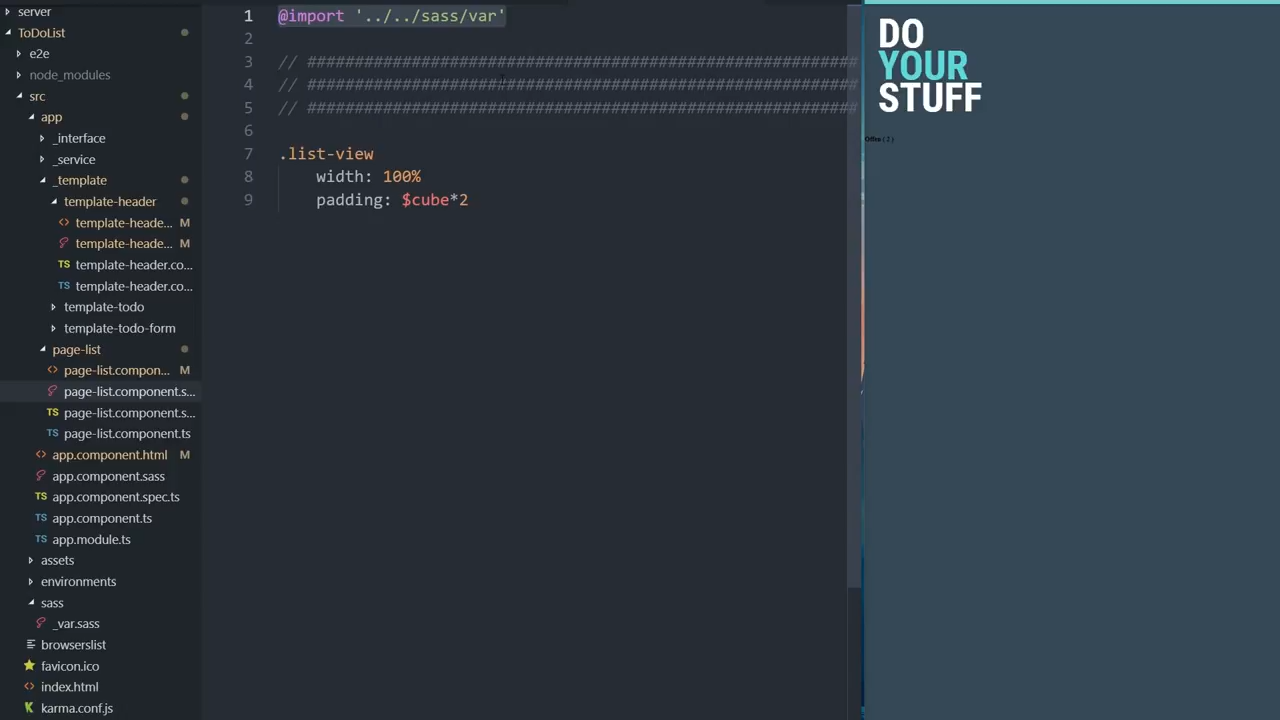 server
ToDoList
e2e
node_modules
src
app
_interface
_service
_template
template-header
template-heade... M
template-heade... M
template-header.co...
template-header.co...
template-todo
template-todo-form
page-list
page-list.compon... M
page-list.component.s...
page-list.component.s...
page-list.component.ts
app.component.html M
app.component.sass
app.component.spec.ts
app.component.ts
app.module.ts
assets
environments
sass
_var.sass
browserslist
favicon.ico
index.html
karma.conf.js
1 @import '../../sass/var'
2
3 // ##########################################################
4 // ##########################################################
5 // ##########################################################
6
7 .list-view
8 width: 100%
9 padding: $cube*2
DO
YOUR
STUFF
Offne ( 2 )